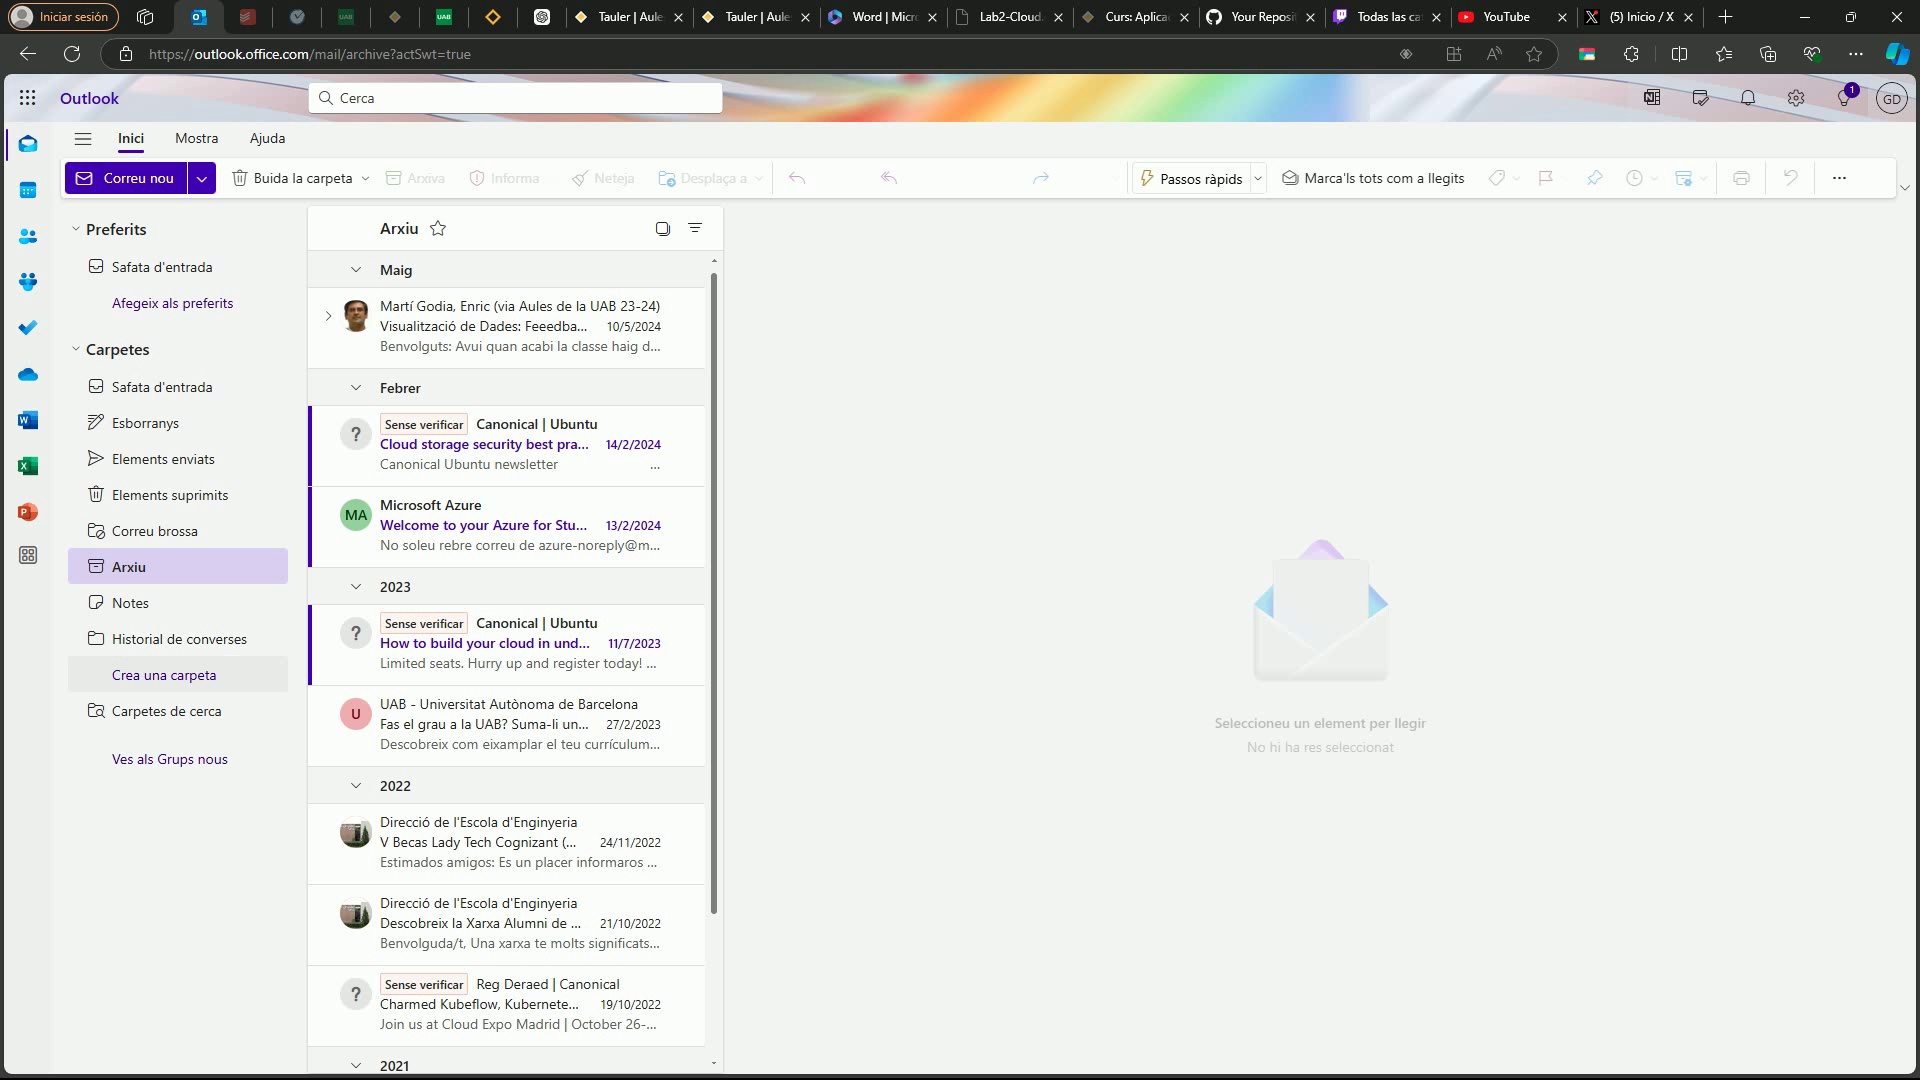 Iniciar sesión
Tauler | Aule
Tauler | Aule
Word | Micr
Lab2-Cloud.
Curs: Aplica
Your Reposi
Todas las ca
YouTube
(5) Inicio / X
https://outlook.office.com/mail/archive?actSwt=true
Outlook
Cerca
1
GD
Inici
Mostra
Ajuda
Correu nou
Buida la carpeta
Arxiva
Informa
Neteja
Desplaça a
Passos ràpids
Marca'ls tots com a llegits
Preferits
Safata d'entrada
Afegeix als preferits
Carpetes
Safata d'entrada
Esborranys
Elements enviats
Elements suprimits
Correu brossa
Arxiu
Notes
Historial de converses
Crea una carpeta
Carpetes de cerca
Ves als Grups nous
Arxiu
Maig
Martí Godia, Enric (via Aules de la UAB 23-24)
Visualització de Dades: Feeedba... 10/5/2024
Benvolguts: Avui quan acabi la classe haig d...
Febrer
?
Sense verificar Canonical | Ubuntu
Cloud storage security best pra... 14/2/2024
Canonical Ubuntu newsletter ...
MA
Microsoft Azure
Welcome to your Azure for Stu... 13/2/2024
No soleu rebre correu de azure-noreply@m...
2023
?
Sense verificar Canonical | Ubuntu
How to build your cloud in und... 11/7/2023
Limited seats. Hurry up and register today! ...
U
UAB - Universitat Autònoma de Barcelona
Fas el grau a la UAB? Suma-li un... 27/2/2023
Descobreix com eixamplar el teu currículum...
2022
Direcció de l'Escola d'Enginyeria
V Becas Lady Tech Cognizant (... 24/11/2022
Estimados amigos: Es un placer informaros ...
Direcció de l'Escola d'Enginyeria
Descobreix la Xarxa Alumni de ... 21/10/2022
Benvolguda/t, Una xarxa te molts significats...
?
Sense verificar Reg Deraed | Canonical
Charmed Kubeflow, Kubernete... 19/10/2022
Join us at Cloud Expo Madrid | October 26-...
2021
Seleccioneu un element per llegir
No hi ha res seleccionat